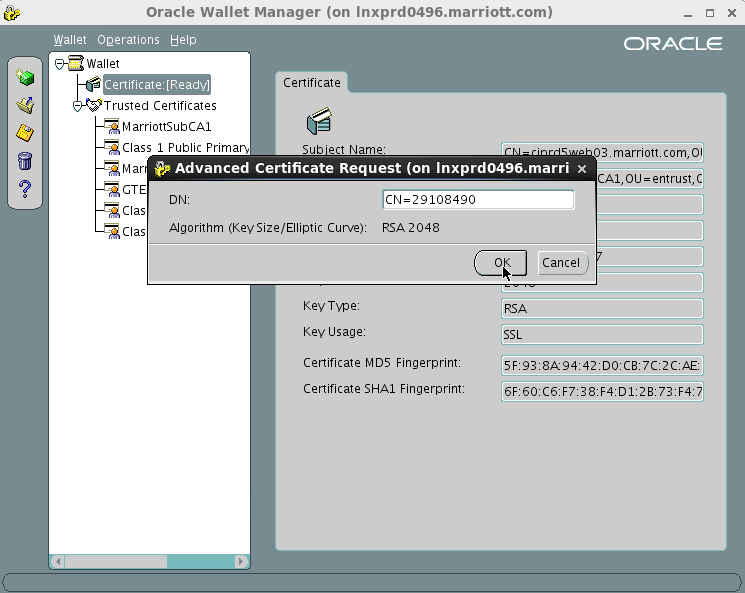 Oracle Wallet Manager (on lnxprd0496.marriott.com)
Wallet Operations Help
ORACLE
Wallet
Certificate:[Ready]
Trusted Certificates
MarriottSubCA1
Class 1 Public Primary
Marr
GTE
Clas
Clas
Certificate
Subject Name:
CN=ciprd5web03.marriott.com,O
CA1,OU=entrust,C
Advanced Certificate Request (on lnxprd0496.marri
DN:
CN=29108490
Algorithm (Key Size/Elliptic Curve): RSA 2048
OK
Cancel
7
2048
Key Type:
RSA
Key Usage:
SSL
Certificate MD5 Fingerprint:
5F:93:8A:94:42:D0:CB:7C:2C:AE:
Certificate SHA1 Fingerprint:
6F:60:C6:F7:38:F4:D1:2B:73:F4:7